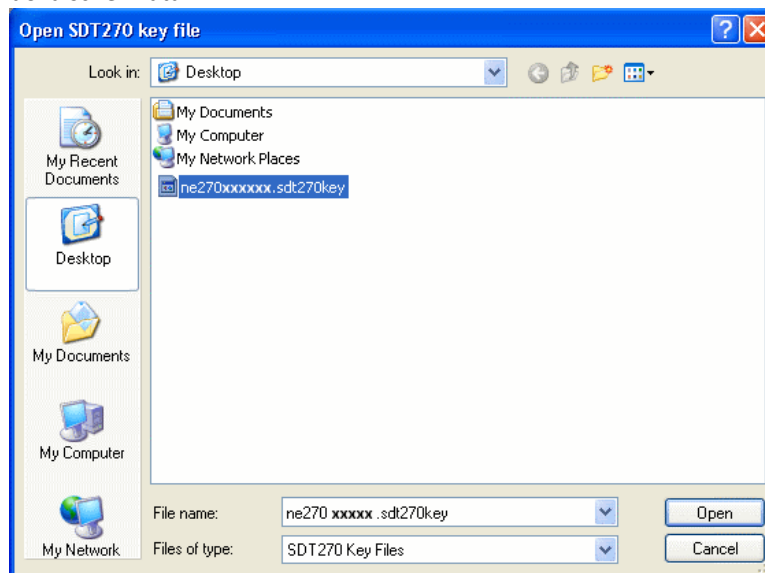 Open SDT270 key file
Look in:
Desktop
My Documents
My Computer
My Network Places
ne270xxxxxx.sdt270key
My Recent
Documents
Desktop
My Documents
My Computer
My Network
File name:
ne270 xxxxx .sdt270key
Open
Files of type:
SDT270 Key Files
Cancel